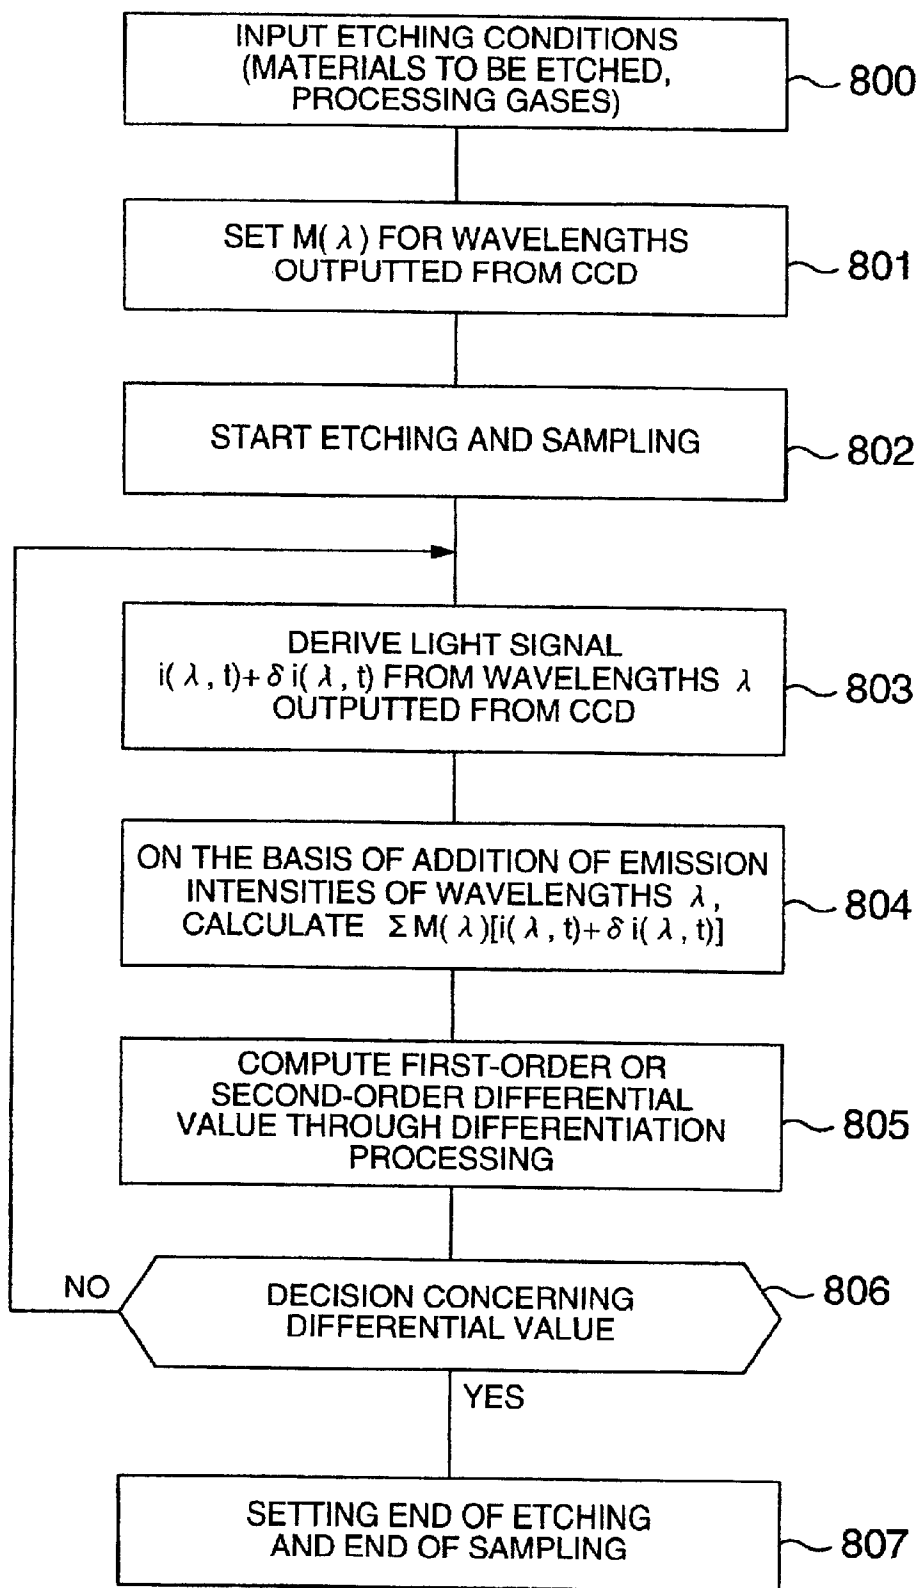 INPUT ETCHING CONDITIONS
(MATERIALS TO BE ETCHED,
PROCESSING GASES)
800
SET M( λ ) FOR WAVELENGTHS
OUTPUTTED FROM CCD
801
START ETCHING AND SAMPLING
802
DERIVE LIGHT SIGNAL
i( λ , t)+ δ i( λ , t) FROM WAVELENGTHS λ
OUTPUTTED FROM CCD
803
ON THE BASIS OF ADDITION OF EMISSION
INTENSITIES OF WAVELENGTHS λ ,
CALCULATE Σ M( λ )[i( λ , t)+ δ i( λ , t)]
804
COMPUTE FIRST-ORDER OR
SECOND-ORDER DIFFERENTIAL
VALUE THROUGH DIFFERENTIATION
PROCESSING
805
NO
DECISION CONCERNING
DIFFERENTIAL VALUE
806
YES
SETTING END OF ETCHING
AND END OF SAMPLING
807